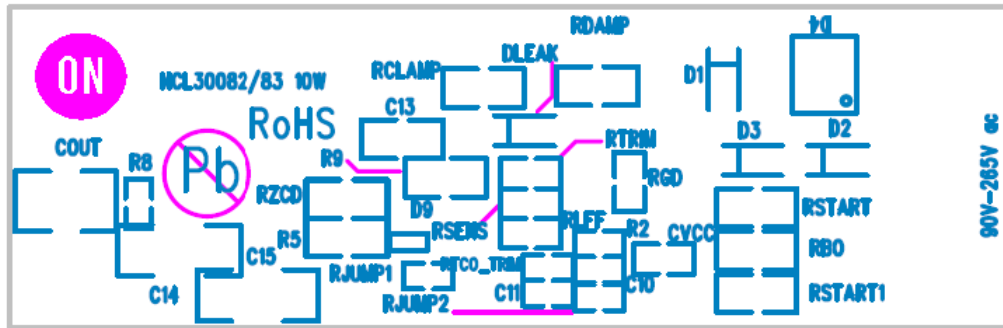 ON
NCL30082/83 10W
RoHS
Pb
RDAMP
DLEAK
RCLAMP
D4
D1
C13
COUT
R8
R9
RTRIM
D3
D2
RZCD
RGD
D9
RSENS
RLFF
R2
CVCC
RSTART
R5
C15
RJUMP1
RTCO_TRIM
RBO
C14
RJUMP2
C11
C10
RSTART1
90V-265V ac